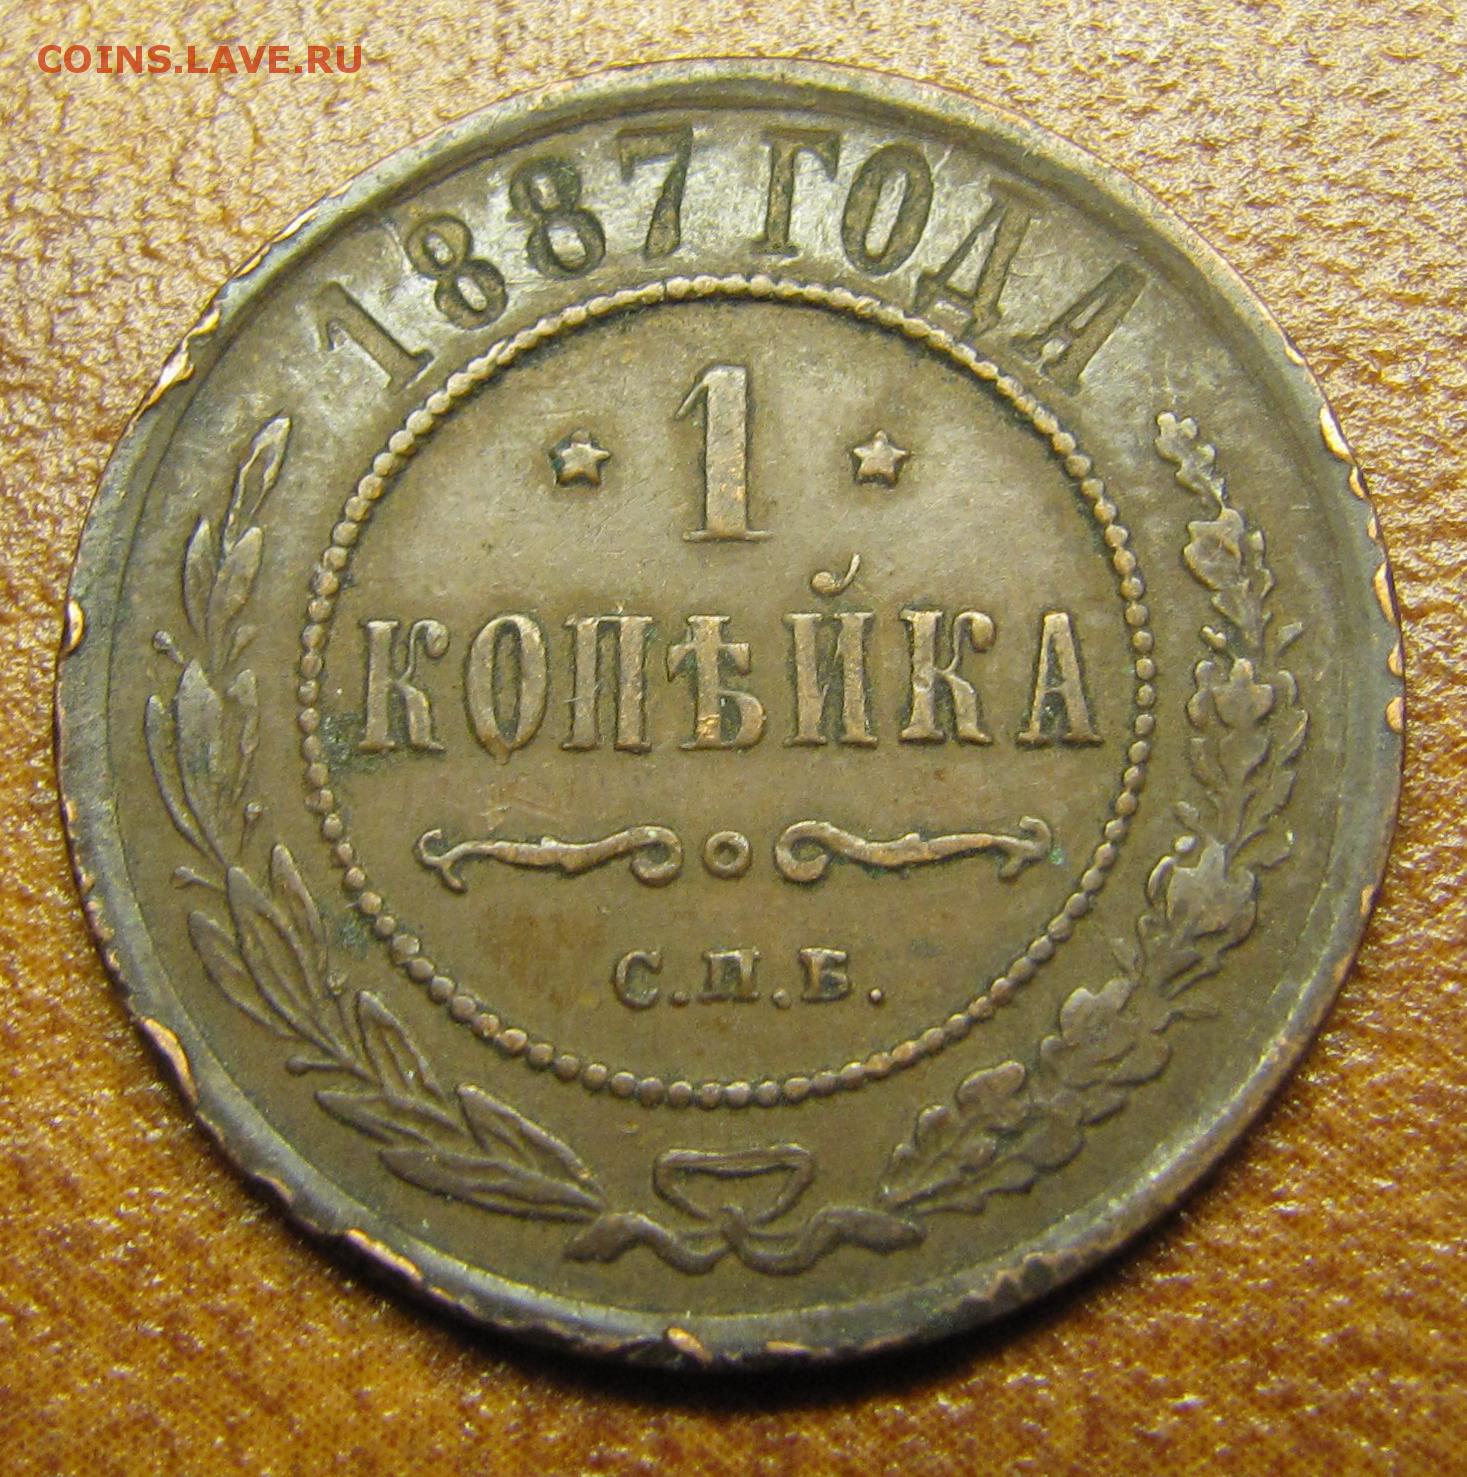 COINS.LAVE.RU
1887 ГОДА
1
КОПѢЙКА
С.П.Б.